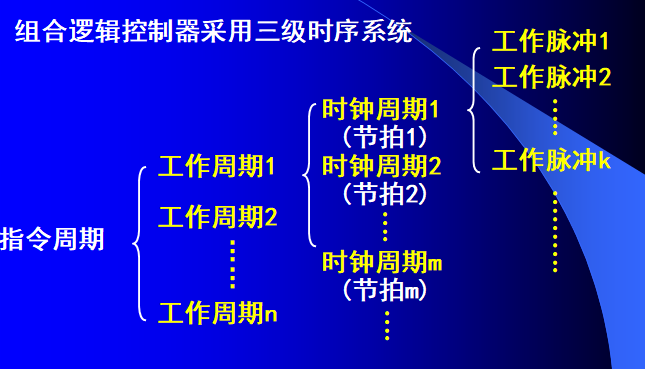 组合逻辑控制器采用三级时序系统
指令周期
工作周期1
工作周期2
工作周期n
时钟周期1
(节拍1)
时钟周期2
(节拍2)
时钟周期m
(节拍m)
工作脉冲1
工作脉冲2
工作脉冲k